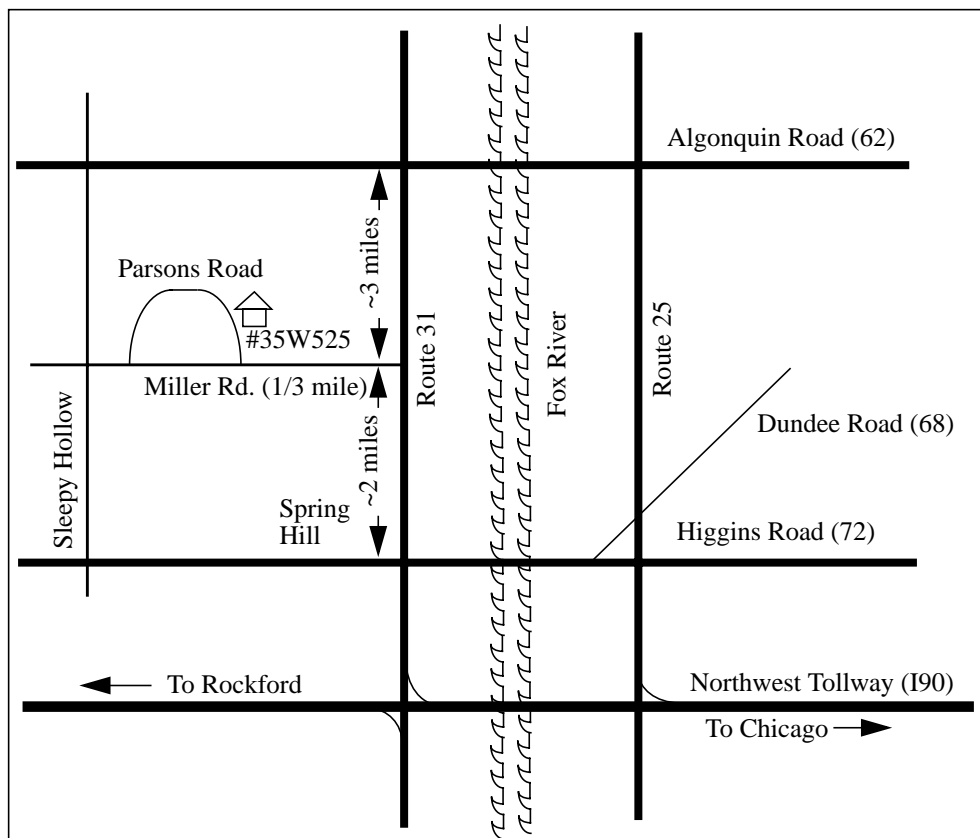 Algonquin Road (62)
Parsons Road
#35W525
~3 miles
Miller Rd. (1/3 mile)
Route 31
Fox River
Route 25
Dundee Road (68)
Sleepy Hollow
~2 miles
Spring
Hill
Higgins Road (72)
To Rockford
Northwest Tollway (I90)
To Chicago